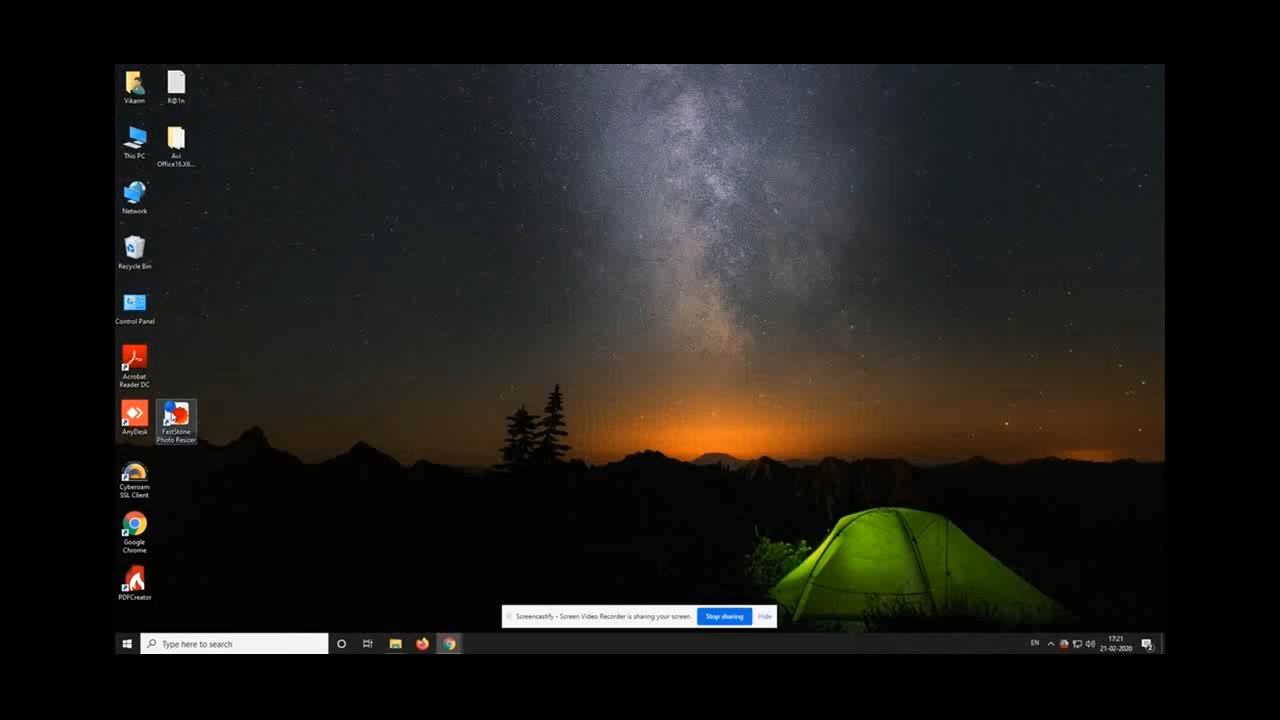 Vikarm
R@1n
This PC
Avi
Office16.X6...
Network
Recycle Bin
Control Panel
Acrobat
Reader DC
AnyDesk
FastStone
Photo Resizer
Cyberoam
SSL Client
Google
Chrome
PDFCreator
Screencastify - Screen Video Recorder is sharing your screen.
Stop sharing
Hide
Type here to search
EN
17:21
21-02-2020
2